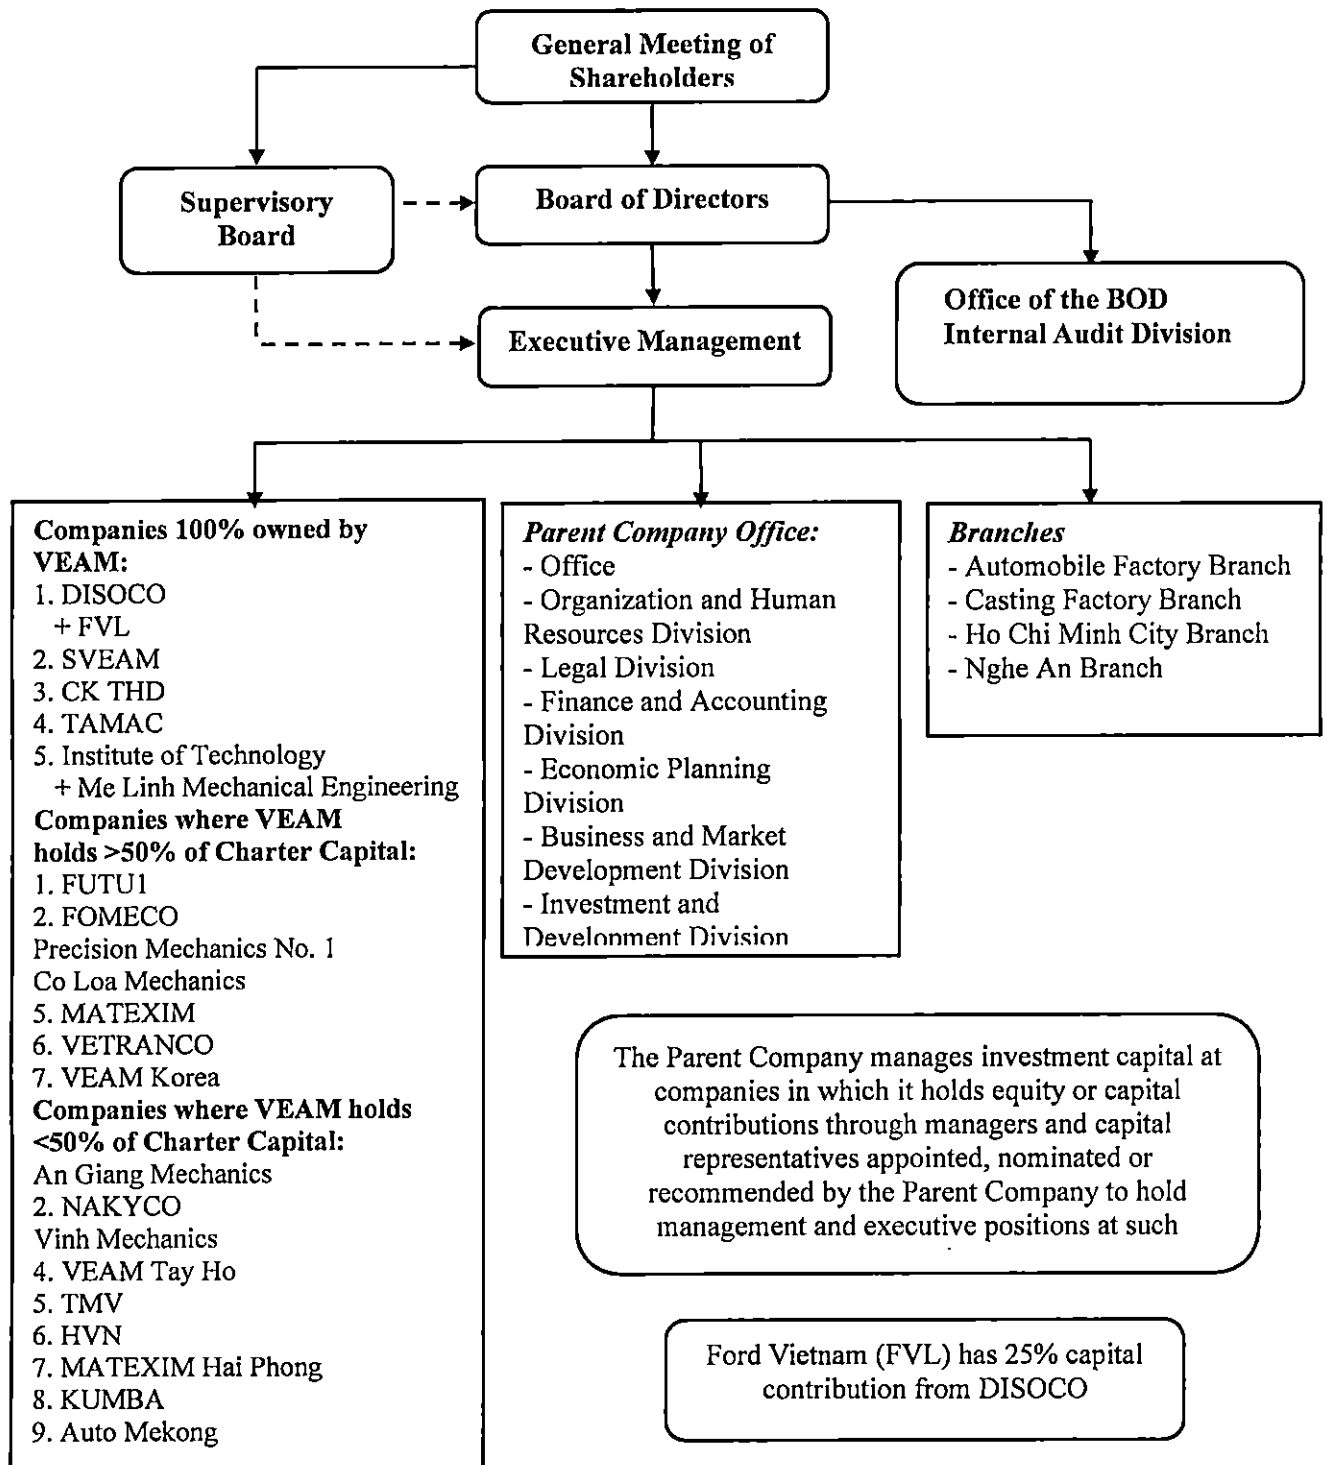 General Meeting of
Shareholders
Supervisory
Board
Board of Directors
Office of the BOD
Internal Audit Division
Executive Management
Companies 100% owned by
VEAM:
1. DISOCO
+ FVL
2. SVEAM
3. CK THD
4. TAMAC
5. Institute of Technology
+ Me Linh Mechanical Engineering
Companies where VEAM
holds >50% of Charter Capital:
1. FUTU1
2. FOMECO
Precision Mechanics No. 1
Co Loa Mechanics
5. MATEXIM
6. VETRANCO
7. VEAM Korea
Companies where VEAM holds
<50% of Charter Capital:
An Giang Mechanics
2. NAKYCO
Vinh Mechanics
4. VEAM Tay Ho
5. TMV
6. HVN
7. MATEXIM Hai Phong
8. KUMBA
9. Auto Mekong
Parent Company Office:
- Office
- Organization and Human
Resources Division
- Legal Division
- Finance and Accounting
Division
- Economic Planning
Division
- Business and Market
Development Division
- Investment and
Development Division
Branches
- Automobile Factory Branch
- Casting Factory Branch
- Ho Chi Minh City Branch
- Nghe An Branch
The Parent Company manages investment capital at
companies in which it holds equity or capital
contributions through managers and capital
representatives appointed, nominated or
recommended by the Parent Company to hold
management and executive positions at such
Ford Vietnam (FVL) has 25% capital
contribution from DISOCO